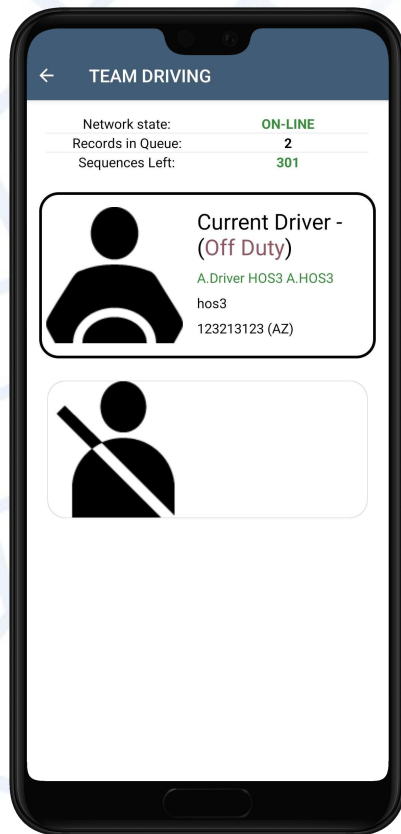 TEAM DRIVING
Network state: ON-LINE
Records in Queue: 2
Sequences Left: 301
Current Driver -
(Off Duty)
A.Driver HOS3 A.HOS3
hos3
123213123 (AZ)